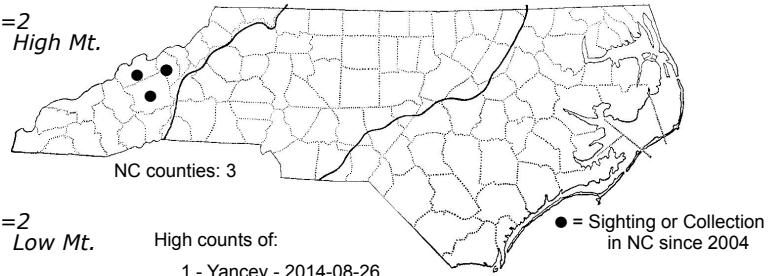 =2
High Mt.
NC counties: 3
=2
Low Mt.
High counts of:
1 - Yancey - 2014-08-26
● = Sighting or Collection
in NC since 2004